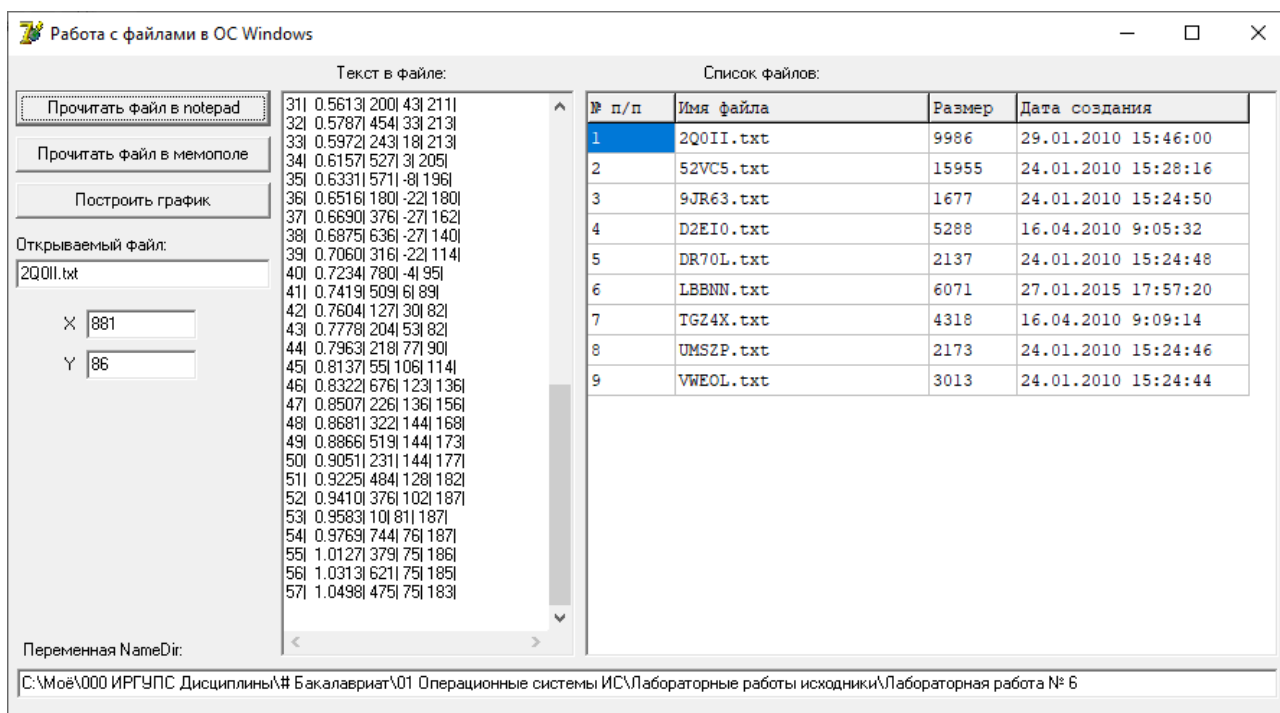 Работа с файлами в ОС Windows
Текст в файле:
Список файлов:
Прочитать файл в notepad
Прочитать файл в мемополе
Построить график
Открываемый файл:
2Q0II.txt
X 881
Y 86
31| 0.5613| 200| 43| 211|
32| 0.5787| 454| 33| 213|
33| 0.5972| 243| 18| 213|
34| 0.6157| 527| 3| 205|
35| 0.6331| 571| -8| 196|
36| 0.6516| 180| -22| 180|
37| 0.6690| 376| -27| 162|
38| 0.6875| 636| -27| 140|
39| 0.7060| 316| -22| 114|
40| 0.7234| 780| -4| 95|
41| 0.7419| 509| 6| 89|
42| 0.7604| 127| 30| 82|
43| 0.7778| 204| 53| 82|
44| 0.7963| 218| 77| 90|
45| 0.8137| 55| 106| 114|
46| 0.8322| 676| 123| 136|
47| 0.8507| 226| 136| 156|
48| 0.8681| 322| 144| 168|
49| 0.8866| 519| 144| 173|
50| 0.9051| 231| 144| 177|
51| 0.9225| 484| 128| 182|
52| 0.9410| 376| 102| 187|
53| 0.9583| 10| 81| 187|
54| 0.9769| 744| 76| 187|
55| 1.0127| 379| 75| 186|
56| 1.0313| 621| 75| 185|
57| 1.0498| 475| 75| 183|
№ п/п Имя файла Размер Дата создания
1 2Q0II.txt 9986 29.01.2010 15:46:00
2 52VC5.txt 15955 24.01.2010 15:28:16
3 9JR63.txt 1677 24.01.2010 15:24:50
4 D2EI0.txt 5288 16.04.2010 9:05:32
5 DR70L.txt 2137 24.01.2010 15:24:48
6 LBBNN.txt 6071 27.01.2015 17:57:20
7 TGZ4X.txt 4318 16.04.2010 9:09:14
8 UMSZP.txt 2173 24.01.2010 15:24:46
9 VWEOL.txt 3013 24.01.2010 15:24:44
Переменная NameDir:
C:\Моё\000 ИРГУПС Дисциплины\# Бакалавриат\01 Операционные системы ИС\Лабораторные работы исходники\Лабораторная работа № 6